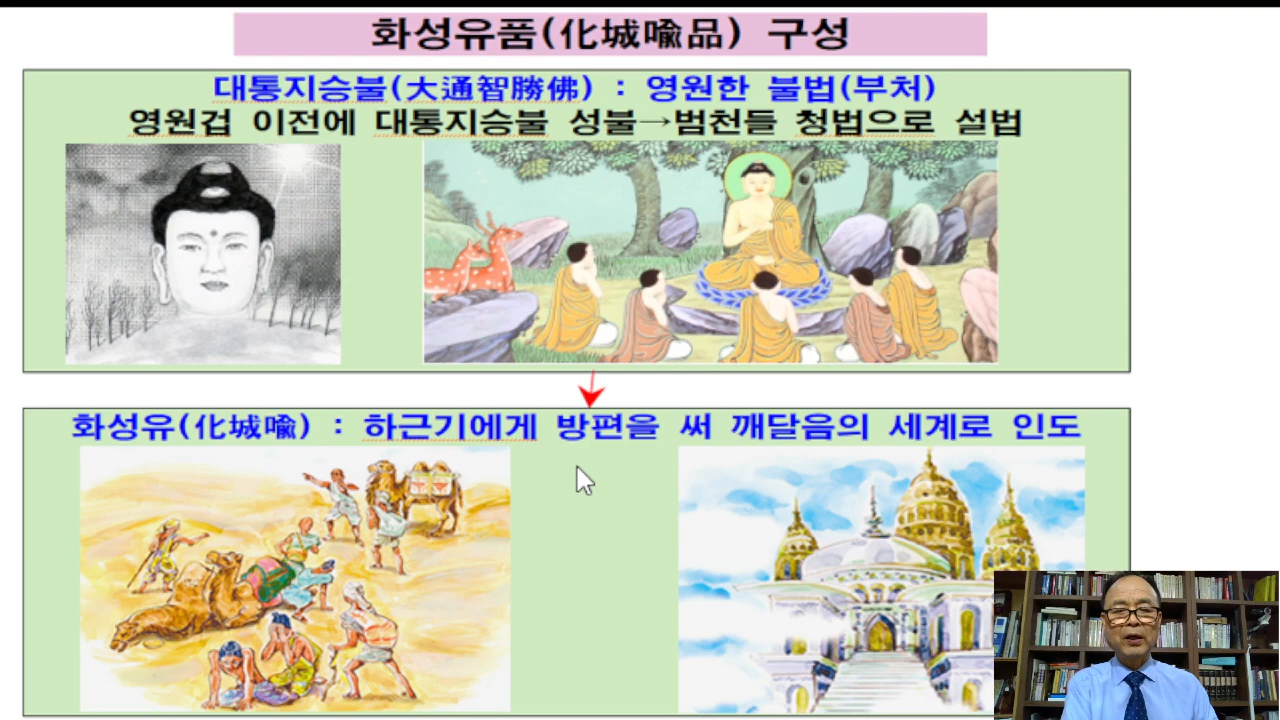 화성유품(化城喩品) 구성
대통지승불(大通智勝佛) : 영원한 불법(부처)
영원겁 이전에 대통지승불 성불→범천들 청법으로 설법
화성유(化城喩) : 하근기에게 방편을 써 깨달음의 세계로 인도